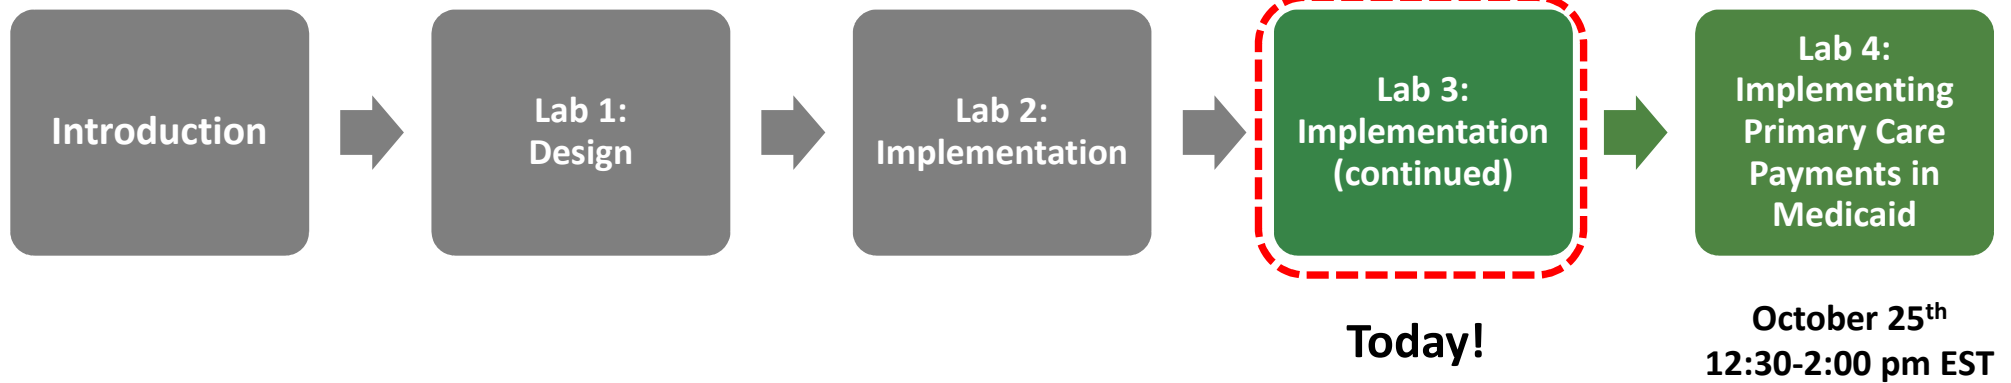 Introduction
Lab 1:
Design
Lab 2:
Implementation
Lab 3:
Implementation
(continued)
Lab 4:
Implementing
Primary Care
Payments in
Medicaid
Today!
October 25th
12:30-2:00 pm EST